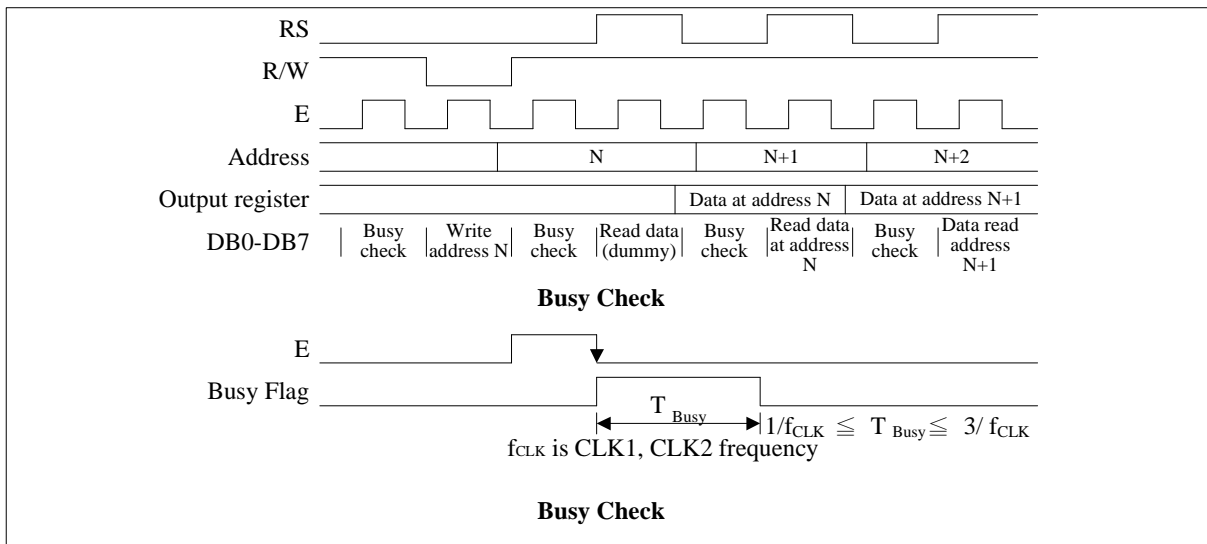 RS
R/W
E
Address N N+1 N+2
Output register Data at address N Data at address N+1
DB0-DB7 Busy check Write address N Busy check Read data (dummy) Busy check Read data at address N Busy check Data read address N+1
Busy Check
E
Busy Flag
T Busy
1/fCLK ≦ T Busy ≦ 3/ fCLK
fCLK is CLK1, CLK2 frequency
Busy Check